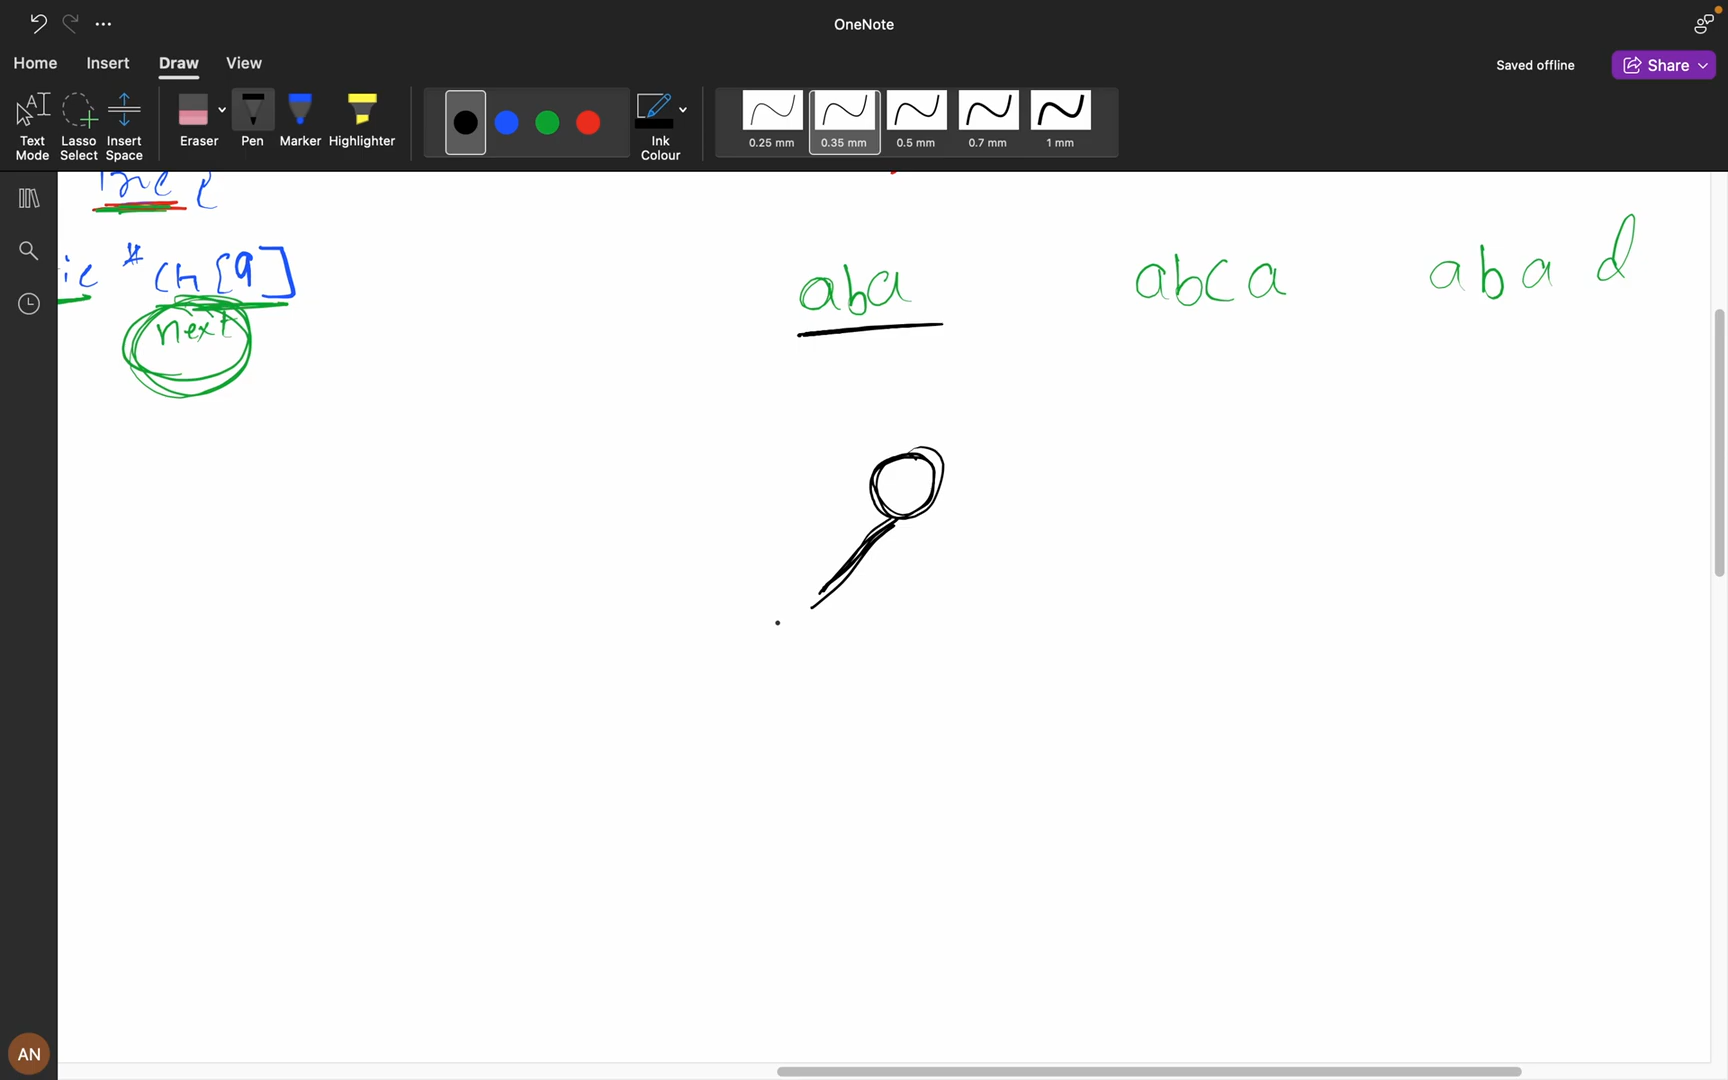 OneNote
Home Insert Draw View
Saved offline
Share
Text Mode
Lasso Select
Insert Space
Eraser
Pen
Marker
Highlighter
Ink Colour
0.25 mm
0.35 mm
0.5 mm
0.7 mm
1 mm
ie *ch[9]
next
aba
abca
abad
AN